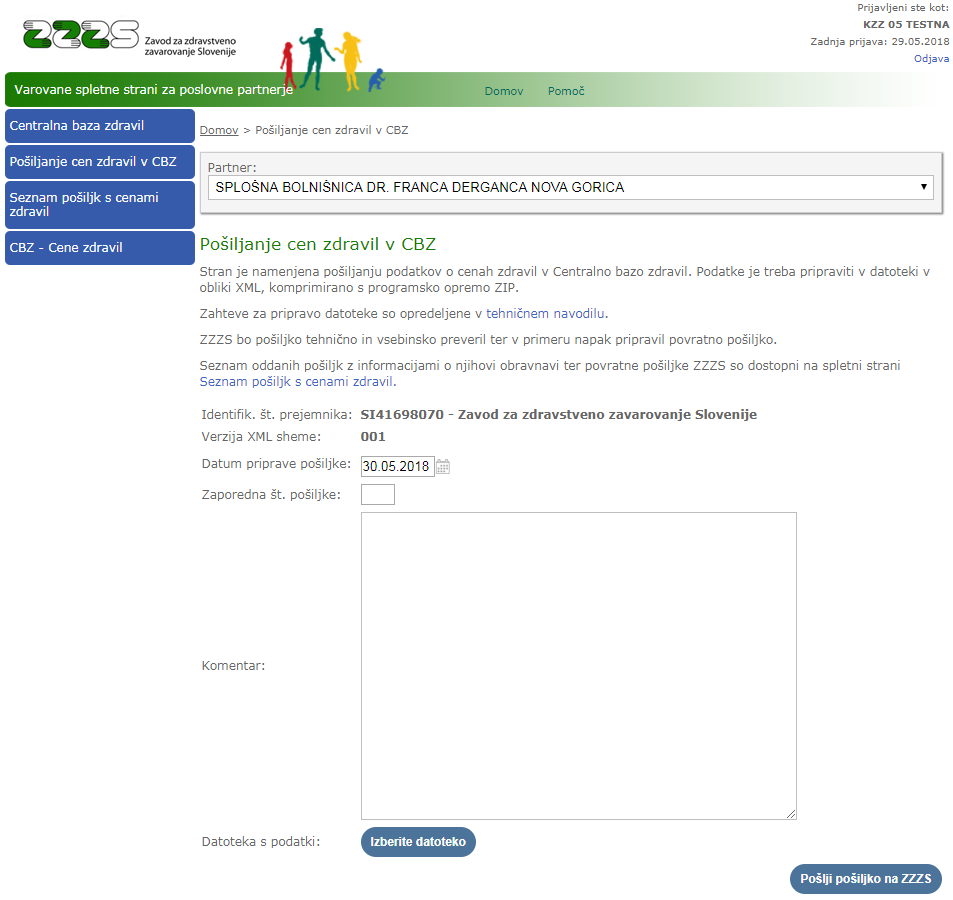 Prijavljeni ste kot:
KZZ 05 TESTNA
Zadnja prijava: 29.05.2018
Odjava
ZZZS
Zavod za zdravstveno
zavarovanje Slovenije
Varovane spletne strani za poslovne partnerje
Domov
Pomoč
Centralna baza zdravil
Pošiljanje cen zdravil v CBZ
Seznam pošiljk s cenami
zdravil
CBZ - Cene zdravil
Domov > Pošiljanje cen zdravil v CBZ
Partner:
SPLOŠNA BOLNIŠNICA DR. FRANCA DERGANCA NOVA GORICA
Pošiljanje cen zdravil v CBZ
Stran je namenjena pošiljanju podatkov o cenah zdravil v Centralno bazo zdravil. Podatke je treba pripraviti v datoteki v
obliki XML, komprimirano s programsko opremo ZIP.
Zahteve za pripravo datoteke so opredeljene v tehničnem navodilu.
ZZZS bo pošiljko tehnično in vsebinsko preveril ter v primeru napak pripravil povratno pošiljko.
Seznam oddanih pošiljk z informacijami o njihovi obravnavi ter povratne pošiljke ZZZS so dostopni na spletni strani
Seznam pošiljk s cenami zdravil.
Identifik. št. prejemnika: SI41698070 - Zavod za zdravstveno zavarovanje Slovenije
Verzija XML sheme: 001
Datum priprave pošiljke: 30.05.2018
Zaporedna št. pošiljke:
Komentar:
Datoteka s podatki: Izberite datoteko
Pošlji pošiljko na ZZZS